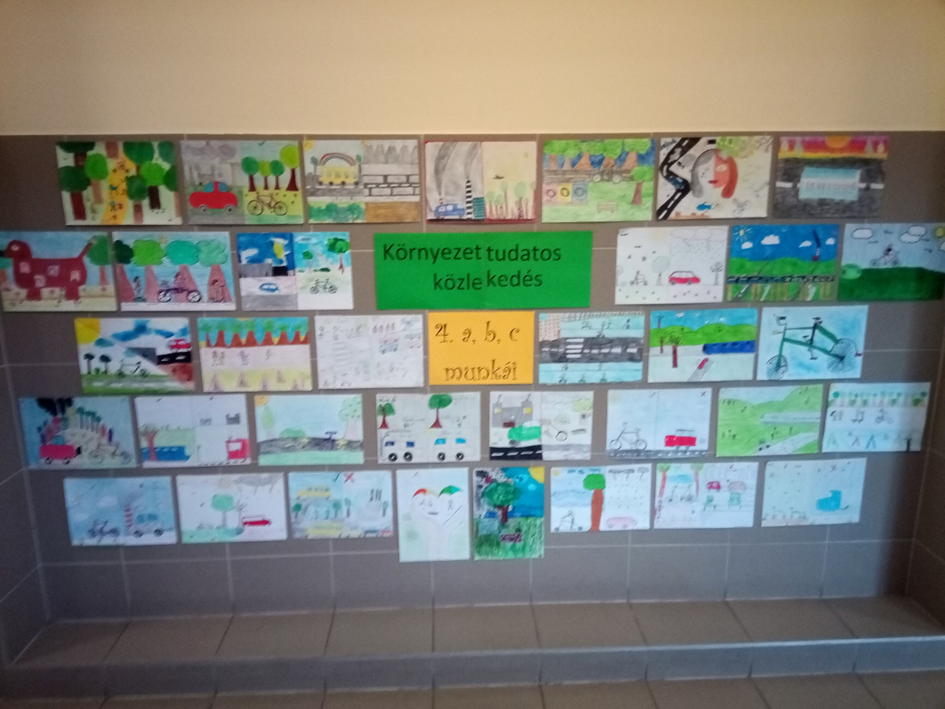 Környezet tudatos
közle kedés
4. a, b, c
munkái